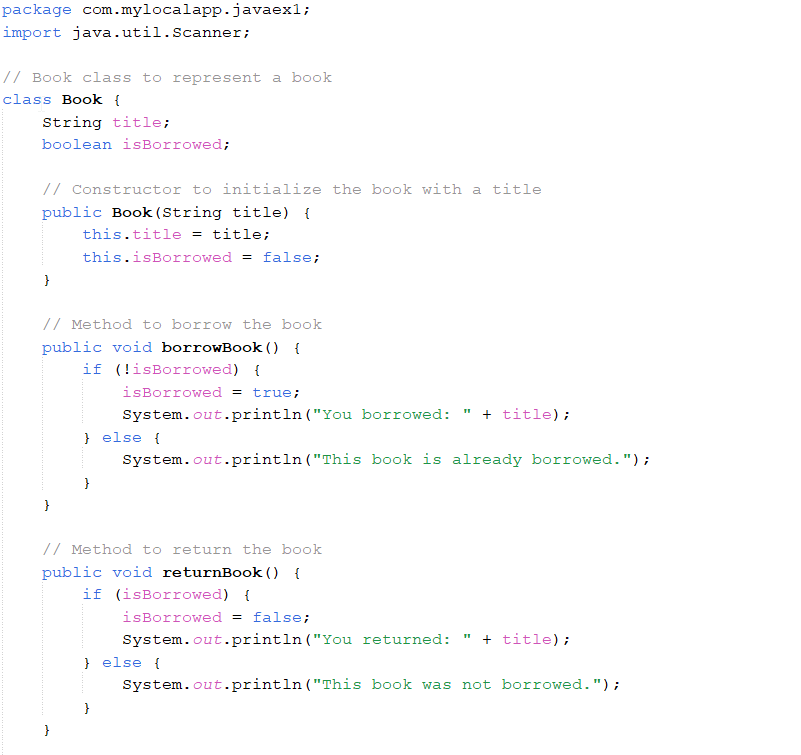 package com.mylocalapp.javaex1;
import java.util.Scanner;
// Book class to represent a book
class Book {
String title;
boolean isBorrowed;
// Constructor to initialize the book with a title
public Book(String title) {
this.title = title;
this.isBorrowed = false;
}
// Method to borrow the book
public void borrowBook() {
if (!isBorrowed) {
isBorrowed = true;
System.out.println("You borrowed: " + title);
} else {
System.out.println("This book is already borrowed.");
}
}
// Method to return the book
public void returnBook() {
if (isBorrowed) {
isBorrowed = false;
System.out.println("You returned: " + title);
} else {
System.out.println("This book was not borrowed.");
}
}